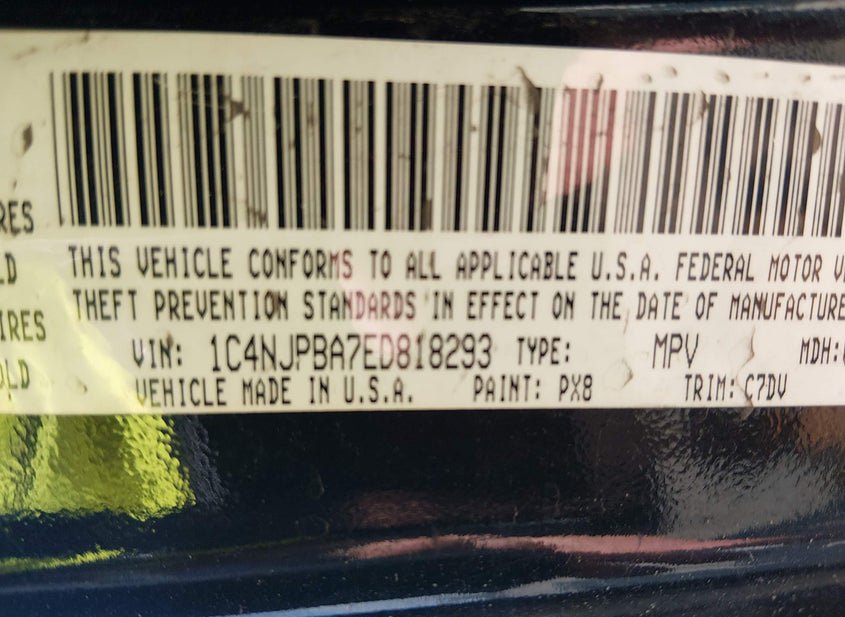 RES
LD
IRES
OLD
THIS VEHICLE CONFORMS TO ALL APPLICABLE U.S.A. FEDERAL MOTOR V
THEFT PREVENTION STANDARDS IN EFFECT ON THE DATE OF MANUFACTURE
VIN: 1C4NJPBA7ED818293 TYPE: MPV MDH:
VEHICLE MADE IN U.S.A. PAINT: PX8 TRIM: C7DV